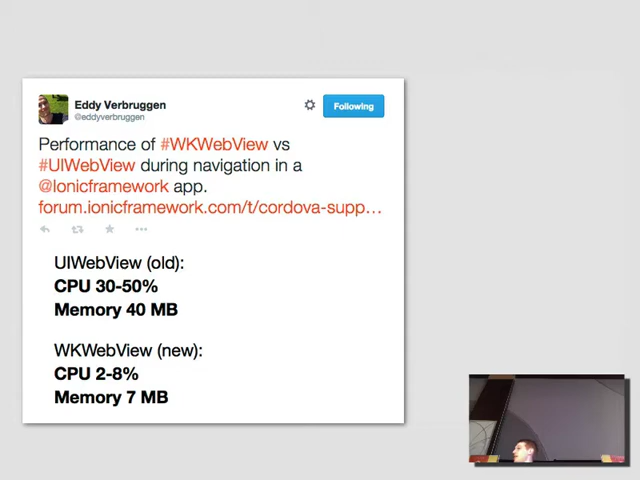 Eddy Verbruggen
@eddyverbruggen
Following
Performance of #WKWebView vs
#UIWebView during navigation in a
@Ionicframework app.
forum.ionicframework.com/t/cordova-supp…
UIWebView (old):
CPU 30-50%
Memory 40 MB
WKWebView (new):
CPU 2-8%
Memory 7 MB